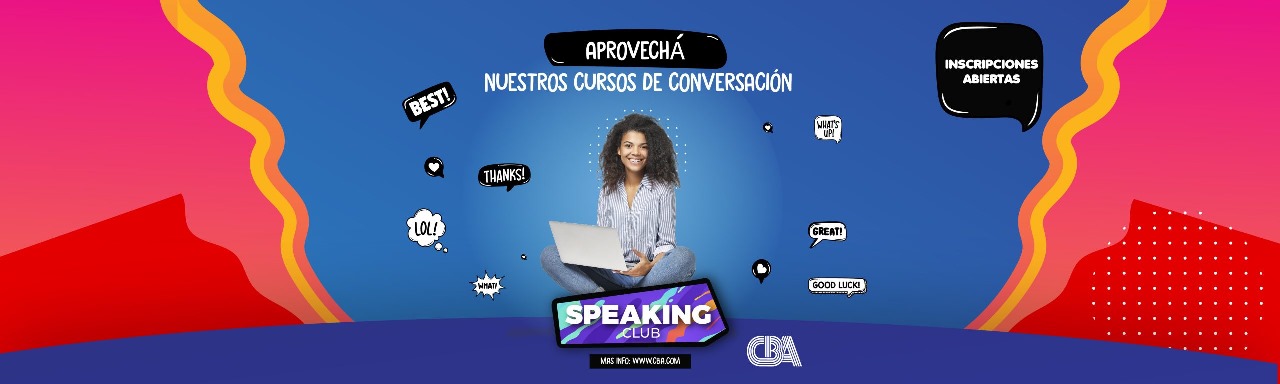 APROVECHÁ
NUESTROS CURSOS DE CONVERSACIÓN
INSCRIPCIONES
ABIERTAS
BEST!
WHAT'S
UP!
THANKS!
LOL!
GREAT!
WHAT!
GOOD LUCK!
SPEAKING
CLUB
MAS INFO: WWW.CBA.COM
CBA